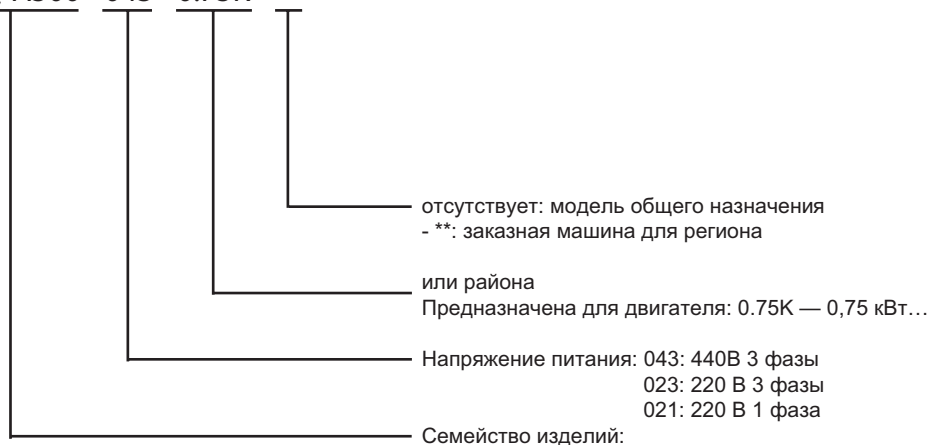 отсутствует: модель общего назначения
- **: заказная машина для региона
или района
Предназначена для двигателя: 0.75K — 0,75 кВт…
Напряжение питания: 043: 440В 3 фазы
023: 220 В 3 фазы
021: 220 В 1 фаза
Семейство изделий: